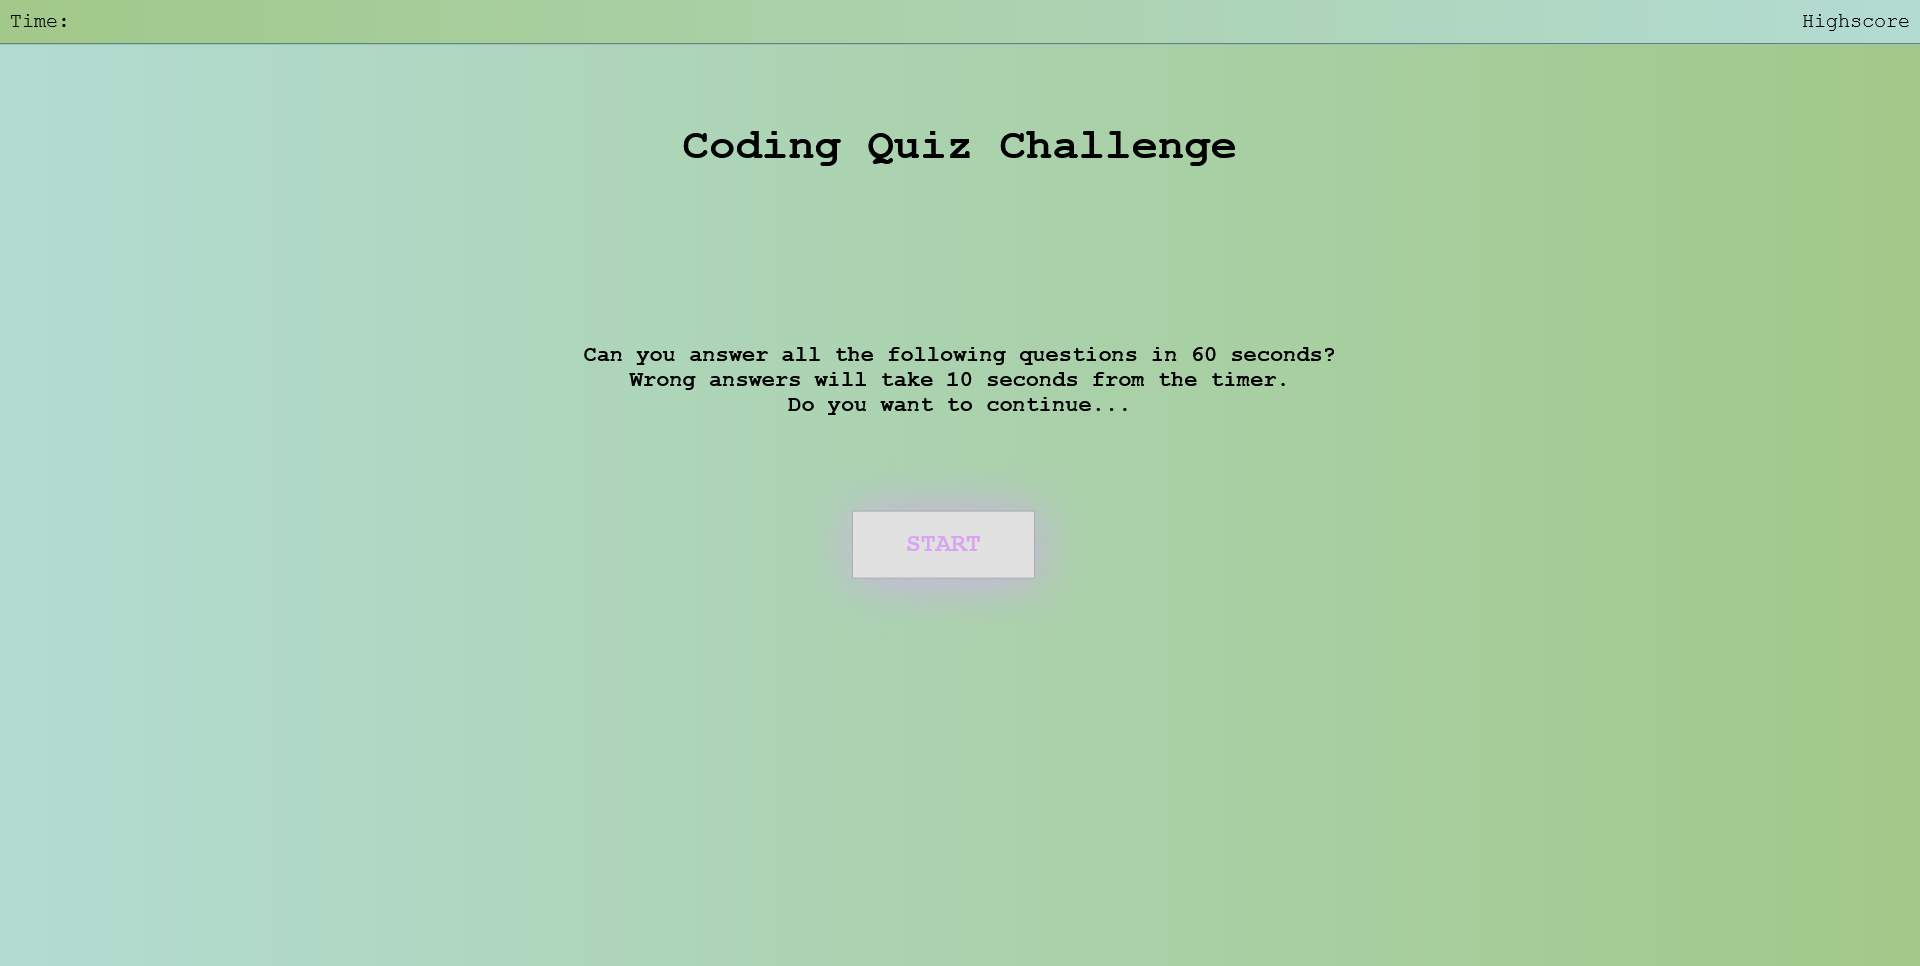 Time:
Highscore
Coding Quiz Challenge
Can you answer all the following questions in 60 seconds?
Wrong answers will take 10 seconds from the timer.
Do you want to continue...
START